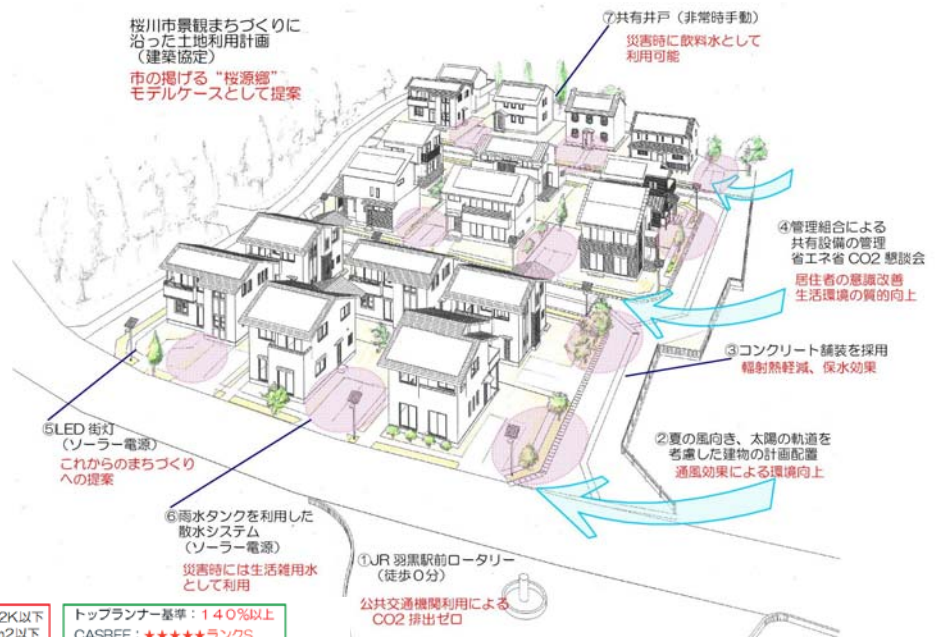 桜川市景観まちづくりに
沿った土地利用計画
(建築協定)
市の掲げる“桜源郷”
モデルケースとして提案
⑦共有井戸(非常時手動)
災害時に飲料水として
利用可能
④管理組合による
共有設備の管理
省エネ省CO2懇談会
居住者の意識改善
生活環境の質的向上
③コンクリート舗装を採用
輻射熱軽減、保水効果
②夏の風向き、太陽の軌道を
考慮した建物の計画配置
通風効果による環境向上
⑤LED街灯
(ソーラー電源)
これからのまちづくり
への提案
⑥雨水タンクを利用した
散水システム
(ソーラー電源)
災害時には生活雑用水
として利用
①JR羽黒駅前ロータリー
(徒歩0分)
公共交通機関利用による
CO2排出ゼロ
2K以下
2以下
トップランナー基準:140%以上
CASBEE:★★★★★ランクS